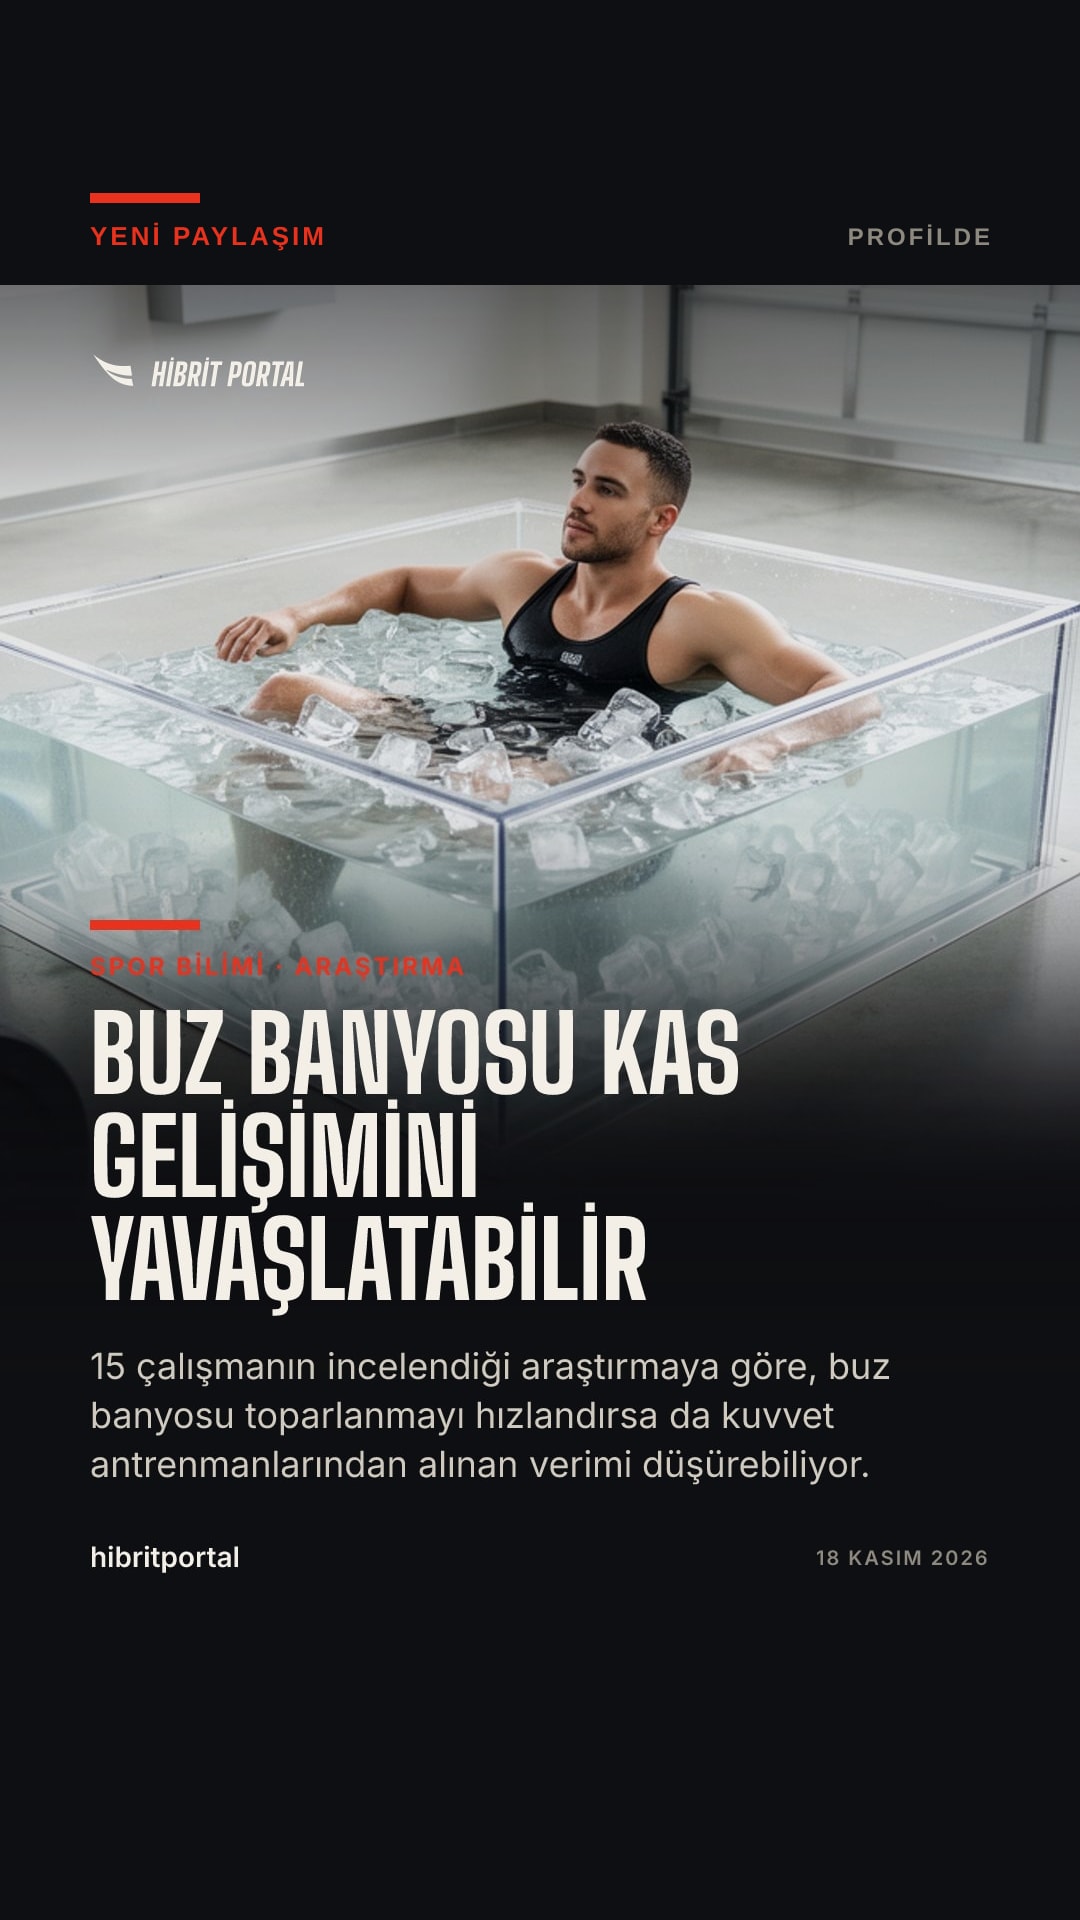 YENİ PAYLAŞIM
PROFİLDE
HİBRİT PORTAL
SPOR BİLİMİ · ARAŞTIRMA
BUZ BANYOSU KAS
GELİŞİMİNİ
YAVAŞLATABİLİR
15 çalışmanın incelendiği araştırmaya göre, buz
banyosu toparlanmayı hızlandırsa da kuvvet
antrenmanlarından alınan verimi düşürebiliyor.
hibritportal
18 KASIM 2026